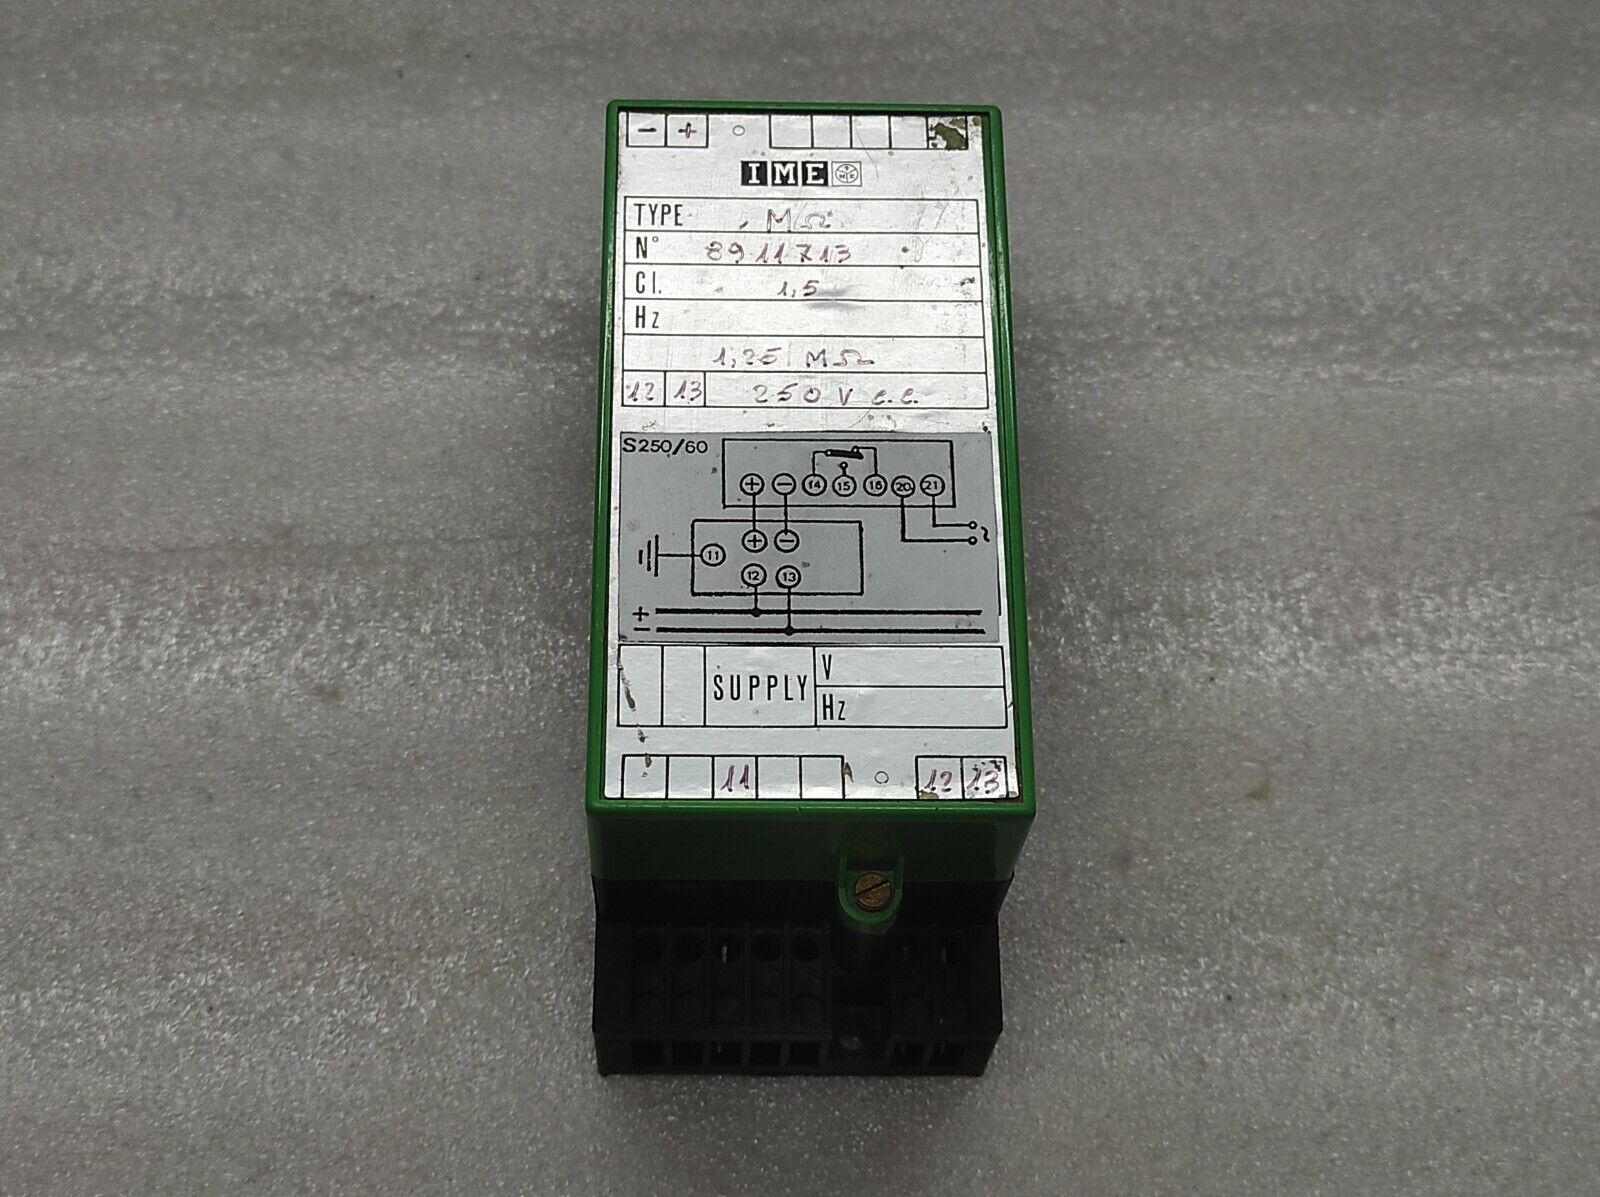 − +
IME
TYPE MΩ
N° 8911713
Cl. 1,5
Hz
1,25 MΩ
12 13 250 V c.c.
S250/60
+ − 14 15 16 20 21
~
+ −
11
12 13
+
−
SUPPLY V
Hz
11 12 13